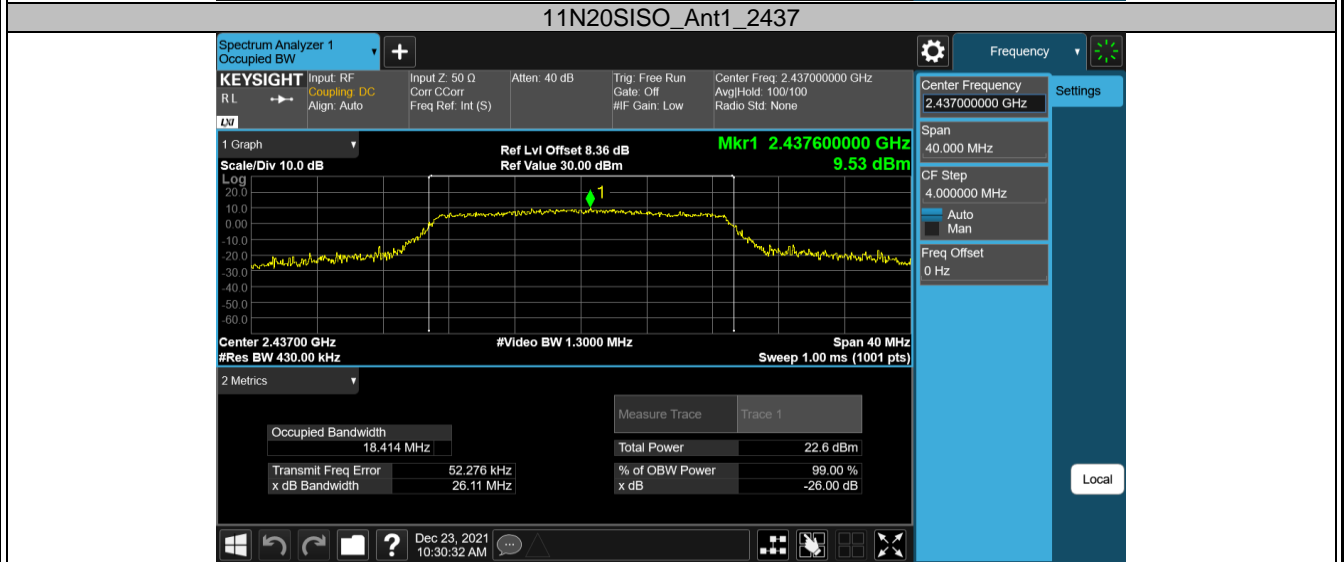 11N20SISO_Ant1_2437
Spectrum Analyzer 1
Occupied BW
Frequency
KEYSIGHT
RL
LXI
Input: RF
Coupling: DC
Align: Auto
Input Z: 50 Ω
Corr CCorr
Freq Ref: Int (S)
Atten: 40 dB
Trig: Free Run
Gate: Off
#IF Gain: Low
Center Freq: 2.437000000 GHz
Avg|Hold: 100/100
Radio Std: None
Center Frequency
2.437000000 GHz
Settings
Span
40.000 MHz
CF Step
4.000000 MHz
Auto
Man
Freq Offset
0 Hz
Local
1 Graph
Scale/Div 10.0 dB
Ref Lvl Offset 8.36 dB
Ref Value 30.00 dBm
Mkr1 2.437600000 GHz
9.53 dBm
Log
20.0
10.0
0.00
-10.0
-20.0
-30.0
-40.0
-50.0
-60.0
1
Center 2.43700 GHz
#Res BW 430.00 kHz
#Video BW 1.3000 MHz
Span 40 MHz
Sweep 1.00 ms (1001 pts)
2 Metrics
Measure Trace Trace 1
Occupied Bandwidth
18.414 MHz
Total Power 22.6 dBm
Transmit Freq Error 52.276 kHz
% of OBW Power 99.00 %
x dB Bandwidth 26.11 MHz
x dB -26.00 dB
?
Dec 23, 2021
10:30:32 AM